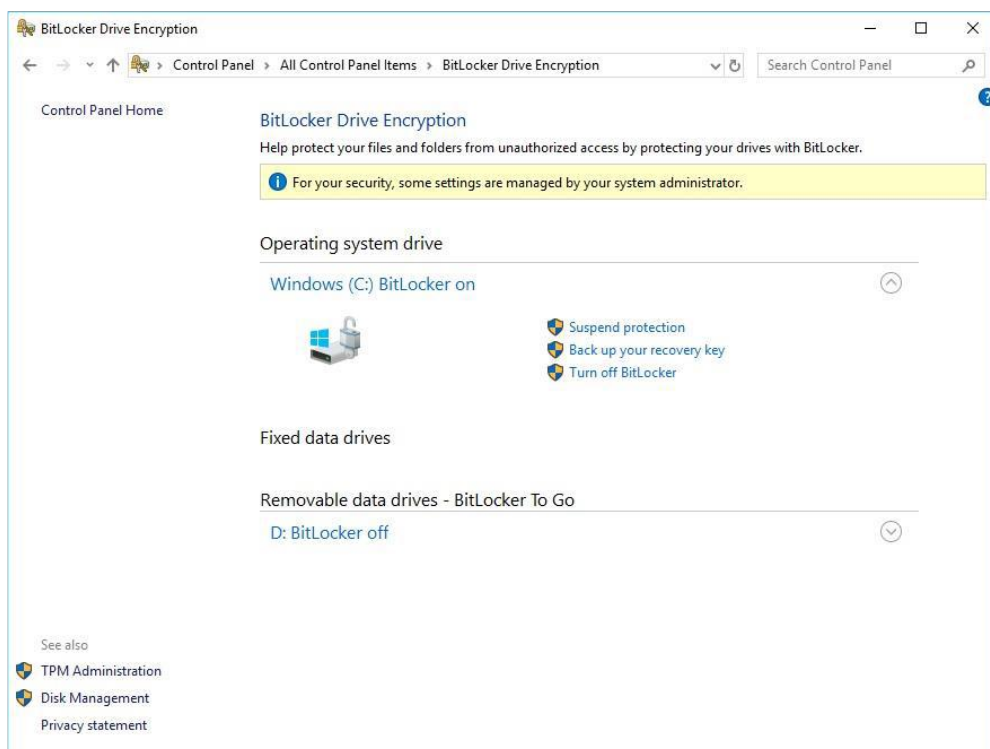 BitLocker Drive Encryption
Control Panel > All Control Panel Items > BitLocker Drive Encryption
Search Control Panel
Control Panel Home
BitLocker Drive Encryption
Help protect your files and folders from unauthorized access by protecting your drives with BitLocker.
For your security, some settings are managed by your system administrator.
Operating system drive
Windows (C:) BitLocker on
Suspend protection
Back up your recovery key
Turn off BitLocker
Fixed data drives
Removable data drives - BitLocker To Go
D: BitLocker off
See also
TPM Administration
Disk Management
Privacy statement